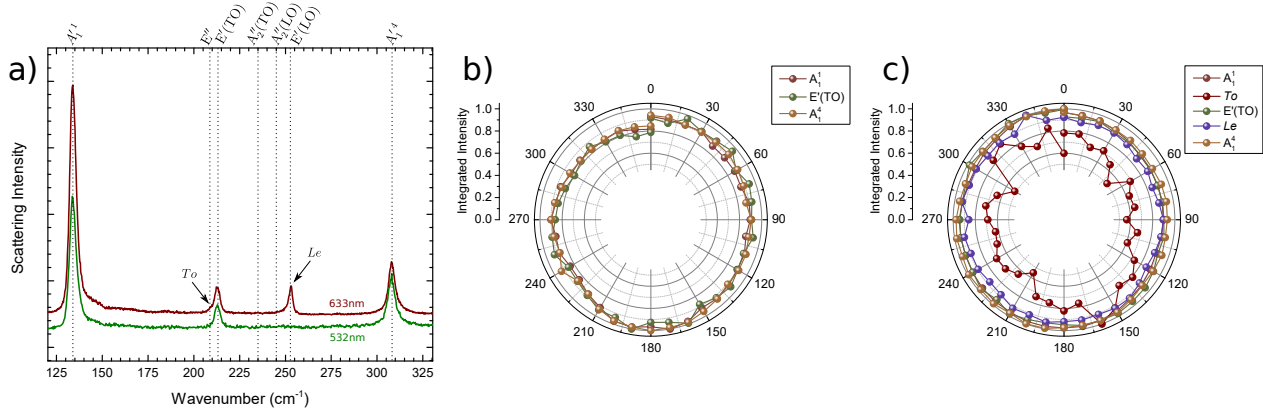 a)
A₁′¹
E″
E′(TO)
A₂″(TO)
A₂″(LO)
E′(LO)
A₁′⁴
To
Le
633nm
532nm
Scattering Intensity
125 150 175 200 225 250 275 300 325
Wavenumber (cm⁻¹)
b)
A₁¹
E'(TO)
A₁⁴
Integrated Intensity
1.0
0.8
0.6
0.4
0.2
0.0
0
30
60
90
120
150
180
210
240
270
300
330
c)
A₁¹
To
E'(TO)
Le
A₁⁴
Integrated Intensity
1.0
0.8
0.6
0.4
0.2
0.0
0
30
60
90
120
150
180
210
240
270
300
330